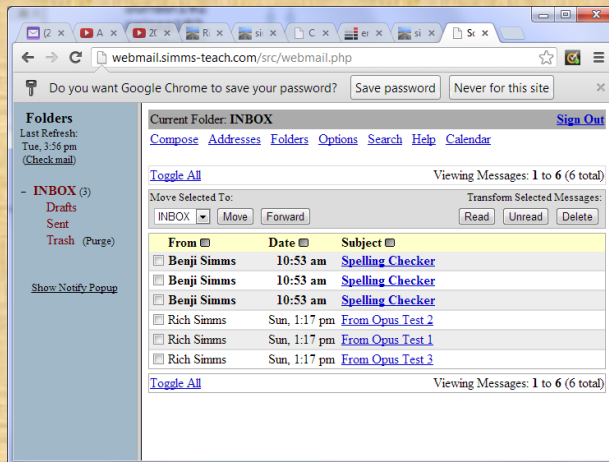 (2
A
20
Ri
si
C
er
si
So
webmail.simms-teach.com/src/webmail.php
Do you want Google Chrome to save your password? Save password Never for this site
Folders
Last Refresh:
Tue, 3:56 pm
(Check mail)
- INBOX (3)
Drafts
Sent
Trash (Purge)
Show Notify Popup
Current Folder: INBOX Sign Out
Compose Addresses Folders Options Search Help Calendar
Toggle All Viewing Messages: 1 to 6 (6 total)
Move Selected To: Transform Selected Messages:
INBOX Move Forward Read Unread Delete
From Date Subject
Benji Simms 10:53 am Spelling Checker
Benji Simms 10:53 am Spelling Checker
Benji Simms 10:53 am Spelling Checker
Rich Simms Sun, 1:17 pm From Opus Test 2
Rich Simms Sun, 1:17 pm From Opus Test 1
Rich Simms Sun, 1:17 pm From Opus Test 3
Toggle All Viewing Messages: 1 to 6 (6 total)